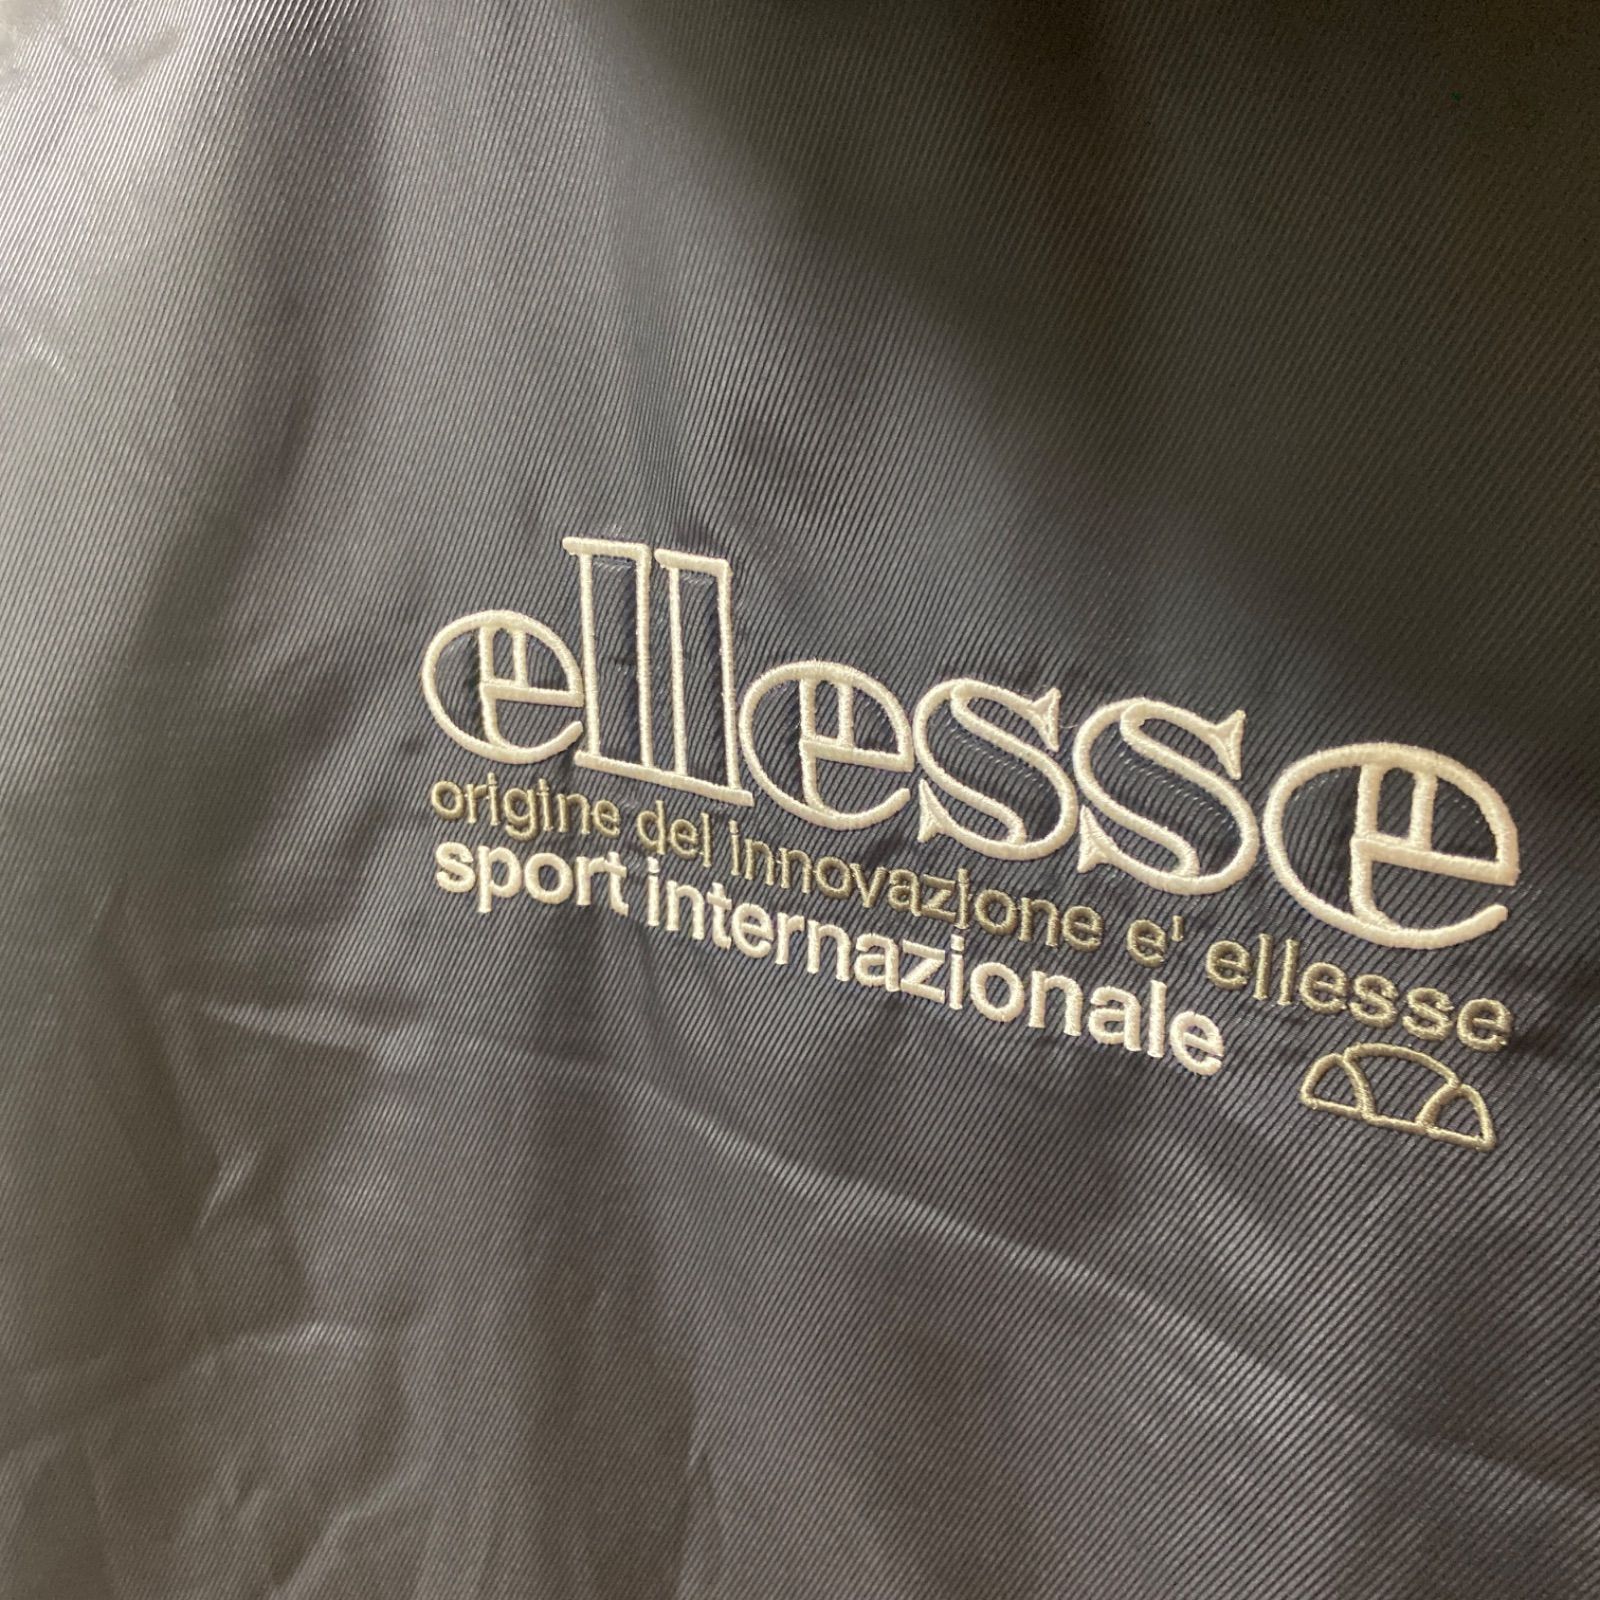 ellesse
origine del innovazione e' ellesse
sport internazionale